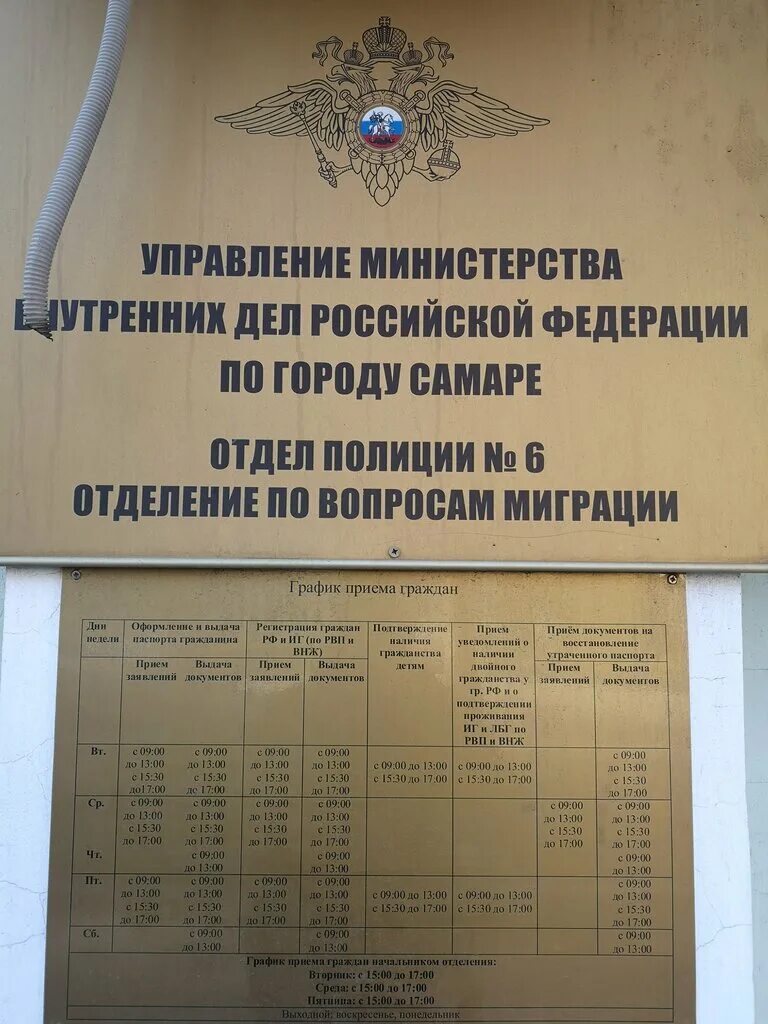 УПРАВЛЕНИЕ МИНИСТЕРСТВА
ВНУТРЕННИХ ДЕЛ РОССИЙСКОЙ ФЕДЕРАЦИИ
ПО ГОРОДУ САМАРЕ
ОТДЕЛ ПОЛИЦИИ № 6
ОТДЕЛЕНИЕ ПО ВОПРОСАМ МИГРАЦИИ
График приема граждан
Дни
недели
Оформление и выдача
паспорта гражданина
Регистрация граждан
РФ и ИГ (по РВП и
ВНЖ)
Подтверждение
наличия
гражданства
детям
Прием
уведомлений о
наличии
двойного
гражданства у
гр. РФ и о
подтверждении
проживания
ИГ и ЛБГ по
РВП и ВНЖ
Приём документов на
восстановление
утраченного паспорта
Прием
заявлений
Выдача
документов
Прием
заявлений
Выдача
документов
Прием
заявлений
Выдача
документов
Вт.
с 09:00
до 13:00
с 15:30
до17:00
с 09:00
до 13:00
с 15:30
до 17:00
с 09:00
до 13:00
с 15:30
до 17:00
с 09:00
до 13:00
с 15:30
до 17:00
с 09:00 до 13:00
с 15:30 до 17:00
с 09:00 до 13:00
с 15:30 до 17:00
с 09:00
до 13:00
с 15:30
до 17:00
Ср.
с 09:00
до 13:00
с 15:30
до 17:00
с 09:00
до 13:00
с 15:30
до 17:00
с 09:00
до 13:00
с 15:30
до 17:00
с 09:00
до 13:00
с 15:30
до 17:00
с 09:00
до 13:00
с 15:30
до 17:00
с 09:00
до 13:00
с 15:30
до 17:00
Чт.
с 09:00
до 13:00
с 09:00
до 13:00
с 09:00
до 13:00
Пт.
с 09:00
до 13:00
с 15:30
до 17:00
с 09:00
до 13:00
с 15:30
до 17:00
с 09:00
до 13:00
с 15:30
до 17:00
с 09:00
до 13:00
с 15:30
до 17:00
с 09:00 до 13:00
с 15:30 до 17:00
с 09:00 до 13:00
с 15:30 до 17:00
с 09:00
до 13:00
с 15:30
до 17:00
Сб.
с 09:00
до 13:00
с 09:00
до 13:00
с 09:00
до 13:00
График приема граждан начальником отделения:
Вторник: с 15:00 до 17:00
Среда: с 15:00 до 17:00
Пятница: с 15:00 до 17:00
Выходной: воскресенье, понедельник